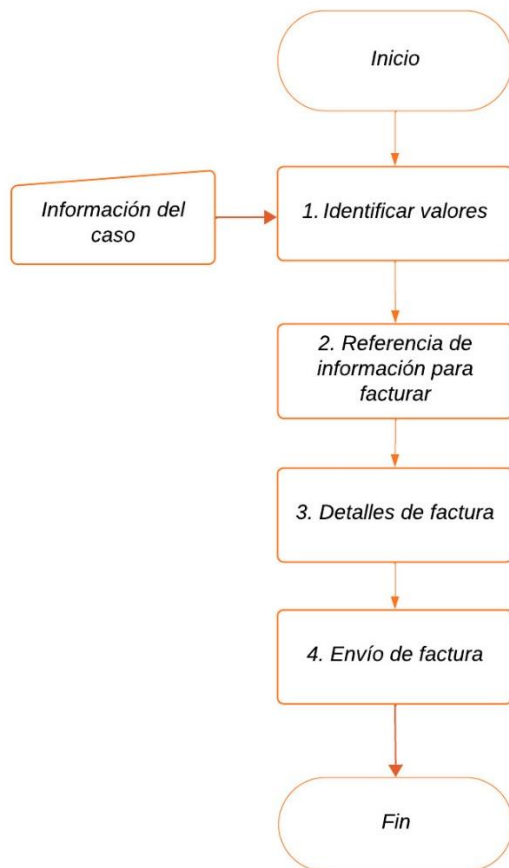 Inicio
Información del
caso
1. Identificar valores
2. Referencia de
información para
facturar
3. Detalles de factura
4. Envío de factura
Fin